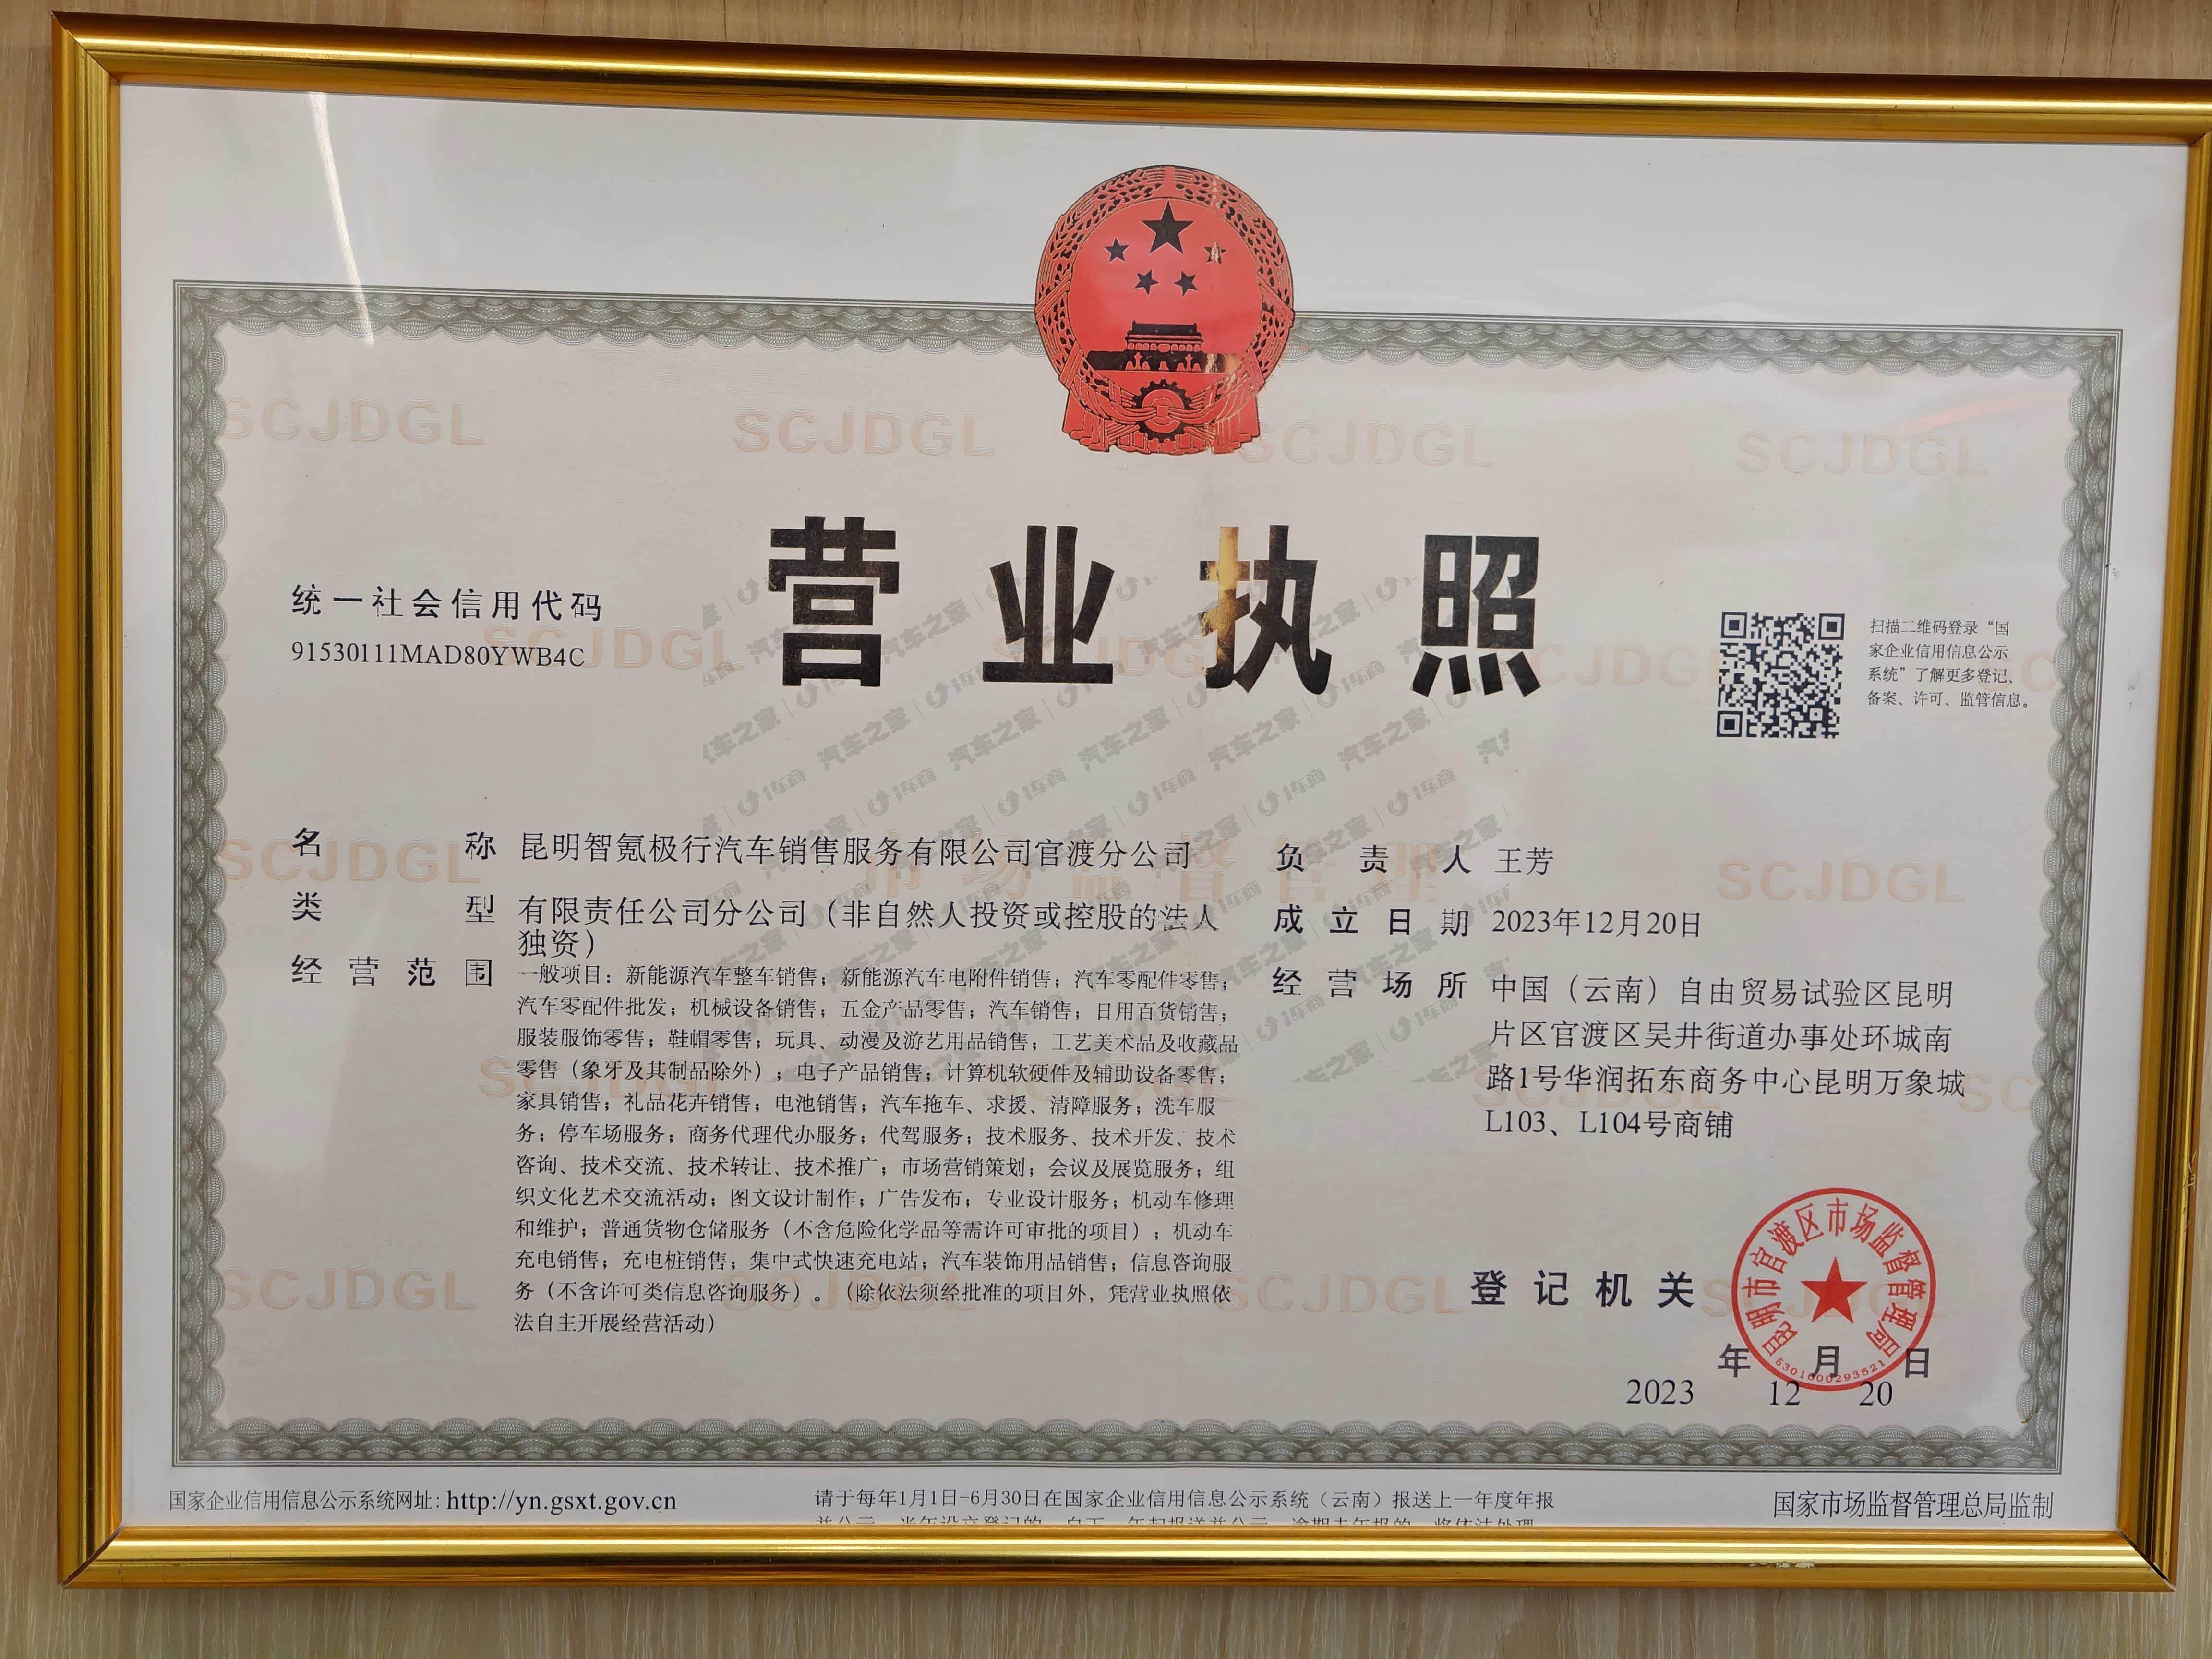 SCJDGL SCJDGL SCJDGL SCJDGL
营业执照
统一社会信用代码
91530111MAD80YWB4C
扫描二维码登录“国
家企业信用信息公示
系统”了解更多登记、
备案、许可、监管信息。
名称 昆明智氪极行汽车销售服务有限公司官渡分公司
类型 有限责任公司分公司（非自然人投资或控股的法人
独资）
经营范围 一般项目：新能源汽车整车销售；新能源汽车电附件销售；汽车零配件零售；
汽车零配件批发；机械设备销售；五金产品零售；汽车销售；日用百货销售；
服装服饰零售；鞋帽零售；玩具、动漫及游艺用品销售；工艺美术品及收藏品
零售（象牙及其制品除外）；电子产品销售；计算机软硬件及辅助设备零售；
家具销售；礼品花卉销售；电池销售；汽车拖车、求援、清障服务；洗车服
务；停车场服务；商务代理代办服务；代驾服务；技术服务、技术开发、技术
咨询、技术交流、技术转让、技术推广；市场营销策划；会议及展览服务；组
织文化艺术交流活动；图文设计制作；广告发布；专业设计服务；机动车修理
和维护；普通货物仓储服务（不含危险化学品等需许可审批的项目）；机动车
充电销售；充电桩销售；集中式快速充电站；汽车装饰用品销售；信息咨询服
务（不含许可类信息咨询服务）。（除依法须经批准的项目外，凭营业执照依
法自主开展经营活动）
负责人 王芳
成立日期 2023年12月20日
经营场所 中国（云南）自由贸易试验区昆明
片区官渡区吴井街道办事处环城南
路1号华润拓东商务中心昆明万象城
L103、L104号商铺
市场监督管理
汽车之家 i车商
登记机关
昆明市官渡区市场监督管理局
5301000293521
年 月 日
2023 12 20
国家企业信用信息公示系统网址: http://yn.gsxt.gov.cn
请于每年1月1日-6月30日在国家企业信用信息公示系统（云南）报送上一年度年报
国家市场监督管理总局监制